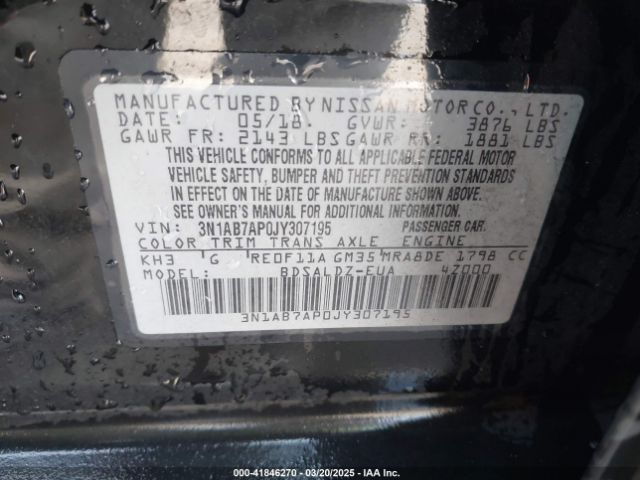 MANUFACTURED BY NISSAN MOTOR CO., LTD.
DATE: 05/18. GVWR: 3876 LBS
GAWR FR: 2143 LBS GAWR RR: 1881 LBS
THIS VEHICLE CONFORMS TO ALL APPLICABLE FEDERAL MOTOR
VEHICLE SAFETY, BUMPER AND THEFT PREVENTION STANDARDS
IN EFFECT ON THE DATE OF MANUFACTURE SHOWN ABOVE.
SEE OWNER'S MANUAL FOR ADDITIONAL INFORMATION.
VIN: 3N1AB7AP0JY307195 PASSENGER CAR.
COLOR TRIM TRANS AXLE ENGINE
KH3 G RE0F11A GM35 MRA8DE 1798 CC
MODEL: BDSALDZ-EUA 4Z000
3N1AB7AP0JY307195
STOCK #: 41846270 — 03/20/2025 — IAA Inc.